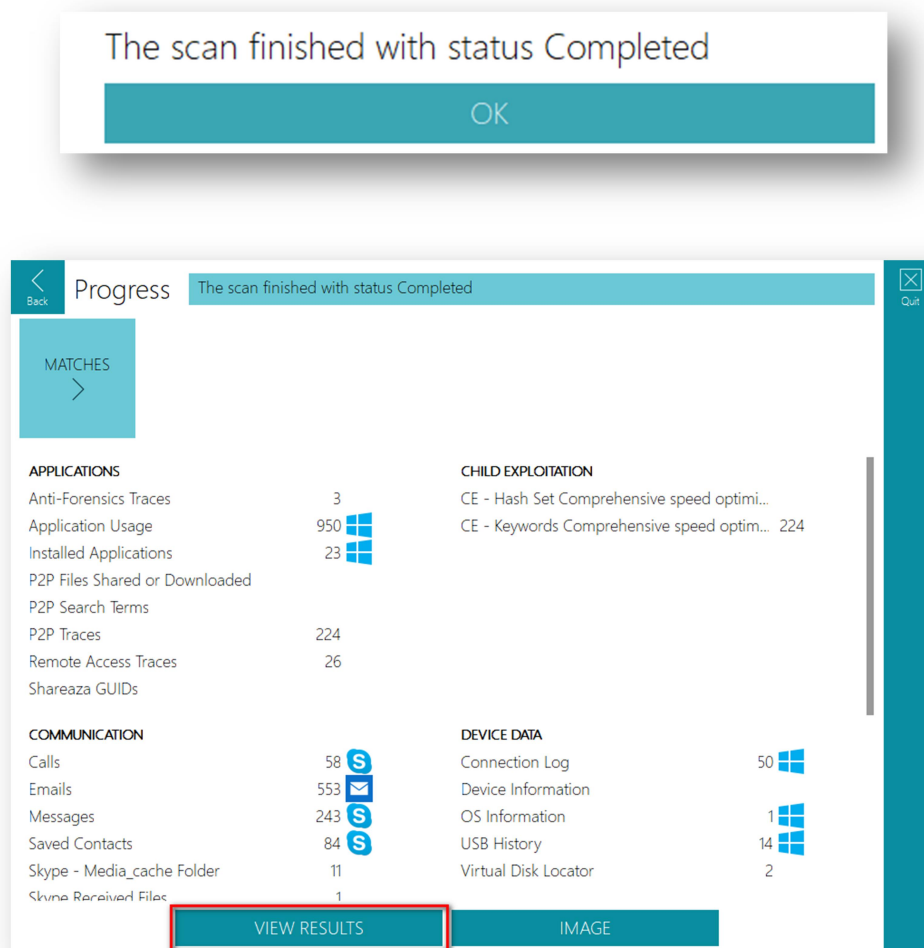 The scan finished with status Completed
OK
Back
Progress
The scan finished with status Completed
Quit
MATCHES
APPLICATIONS
Anti-Forensics Traces 3
Application Usage 950
Installed Applications 23
P2P Files Shared or Downloaded
P2P Search Terms
P2P Traces 224
Remote Access Traces 26
Shareaza GUIDs
CHILD EXPLOITATION
CE - Hash Set Comprehensive speed optimi...
CE - Keywords Comprehensive speed optim... 224
COMMUNICATION
Calls 58
Emails 553
Messages 243
Saved Contacts 84
Skype - Media_cache Folder 11
Skype Received Files 1
DEVICE DATA
Connection Log 50
Device Information
OS Information 1
USB History 14
Virtual Disk Locator 2
VIEW RESULTS
IMAGE